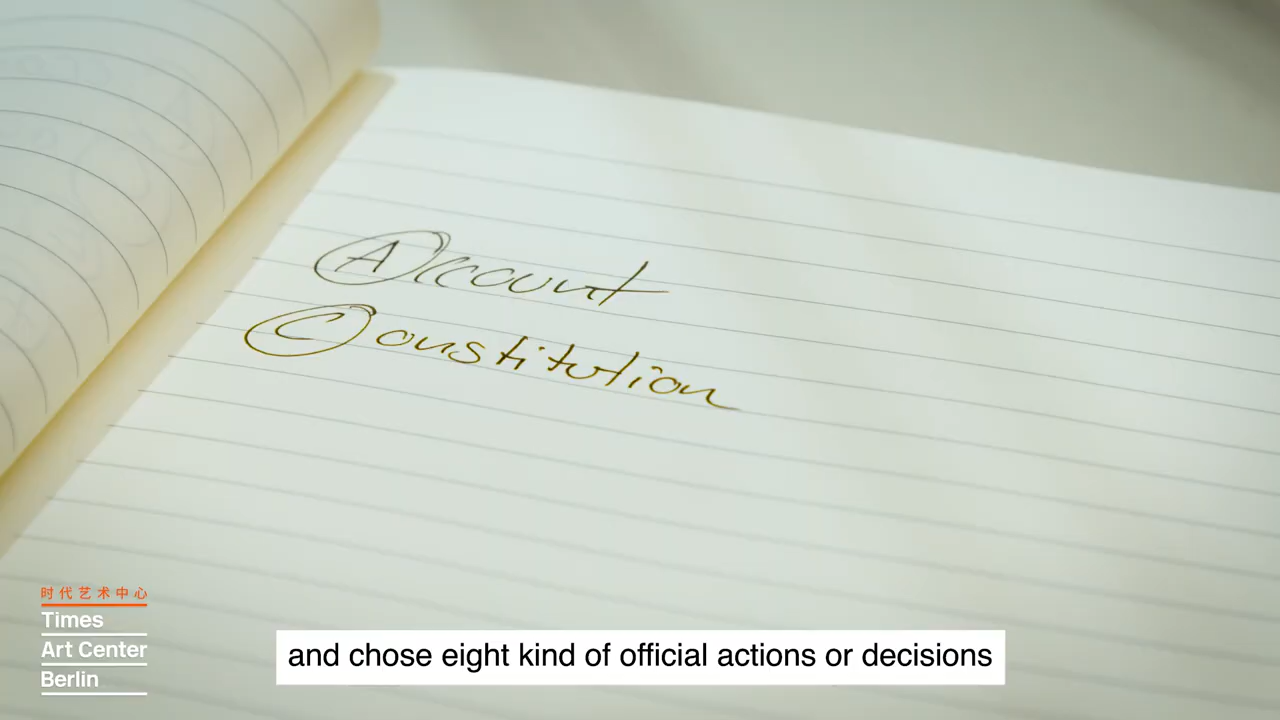 Account
Constitution
时代艺术中心
Times
Art Center
Berlin
and chose eight kind of official actions or decisions